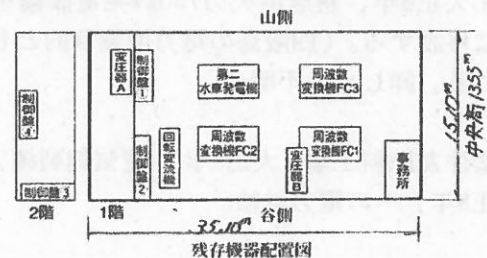 山側
変圧器A
制御盤1
第二
水車発電機
周波数
変換機FC3
制御盤4
制御盤3
制御盤2
回転変流機
周波数
変換機FC2
変圧器B
周波数
変換機FC1
事務所
15.10m
中央高13.55m
2階
1階
谷側
35.10m
残存機器配置図